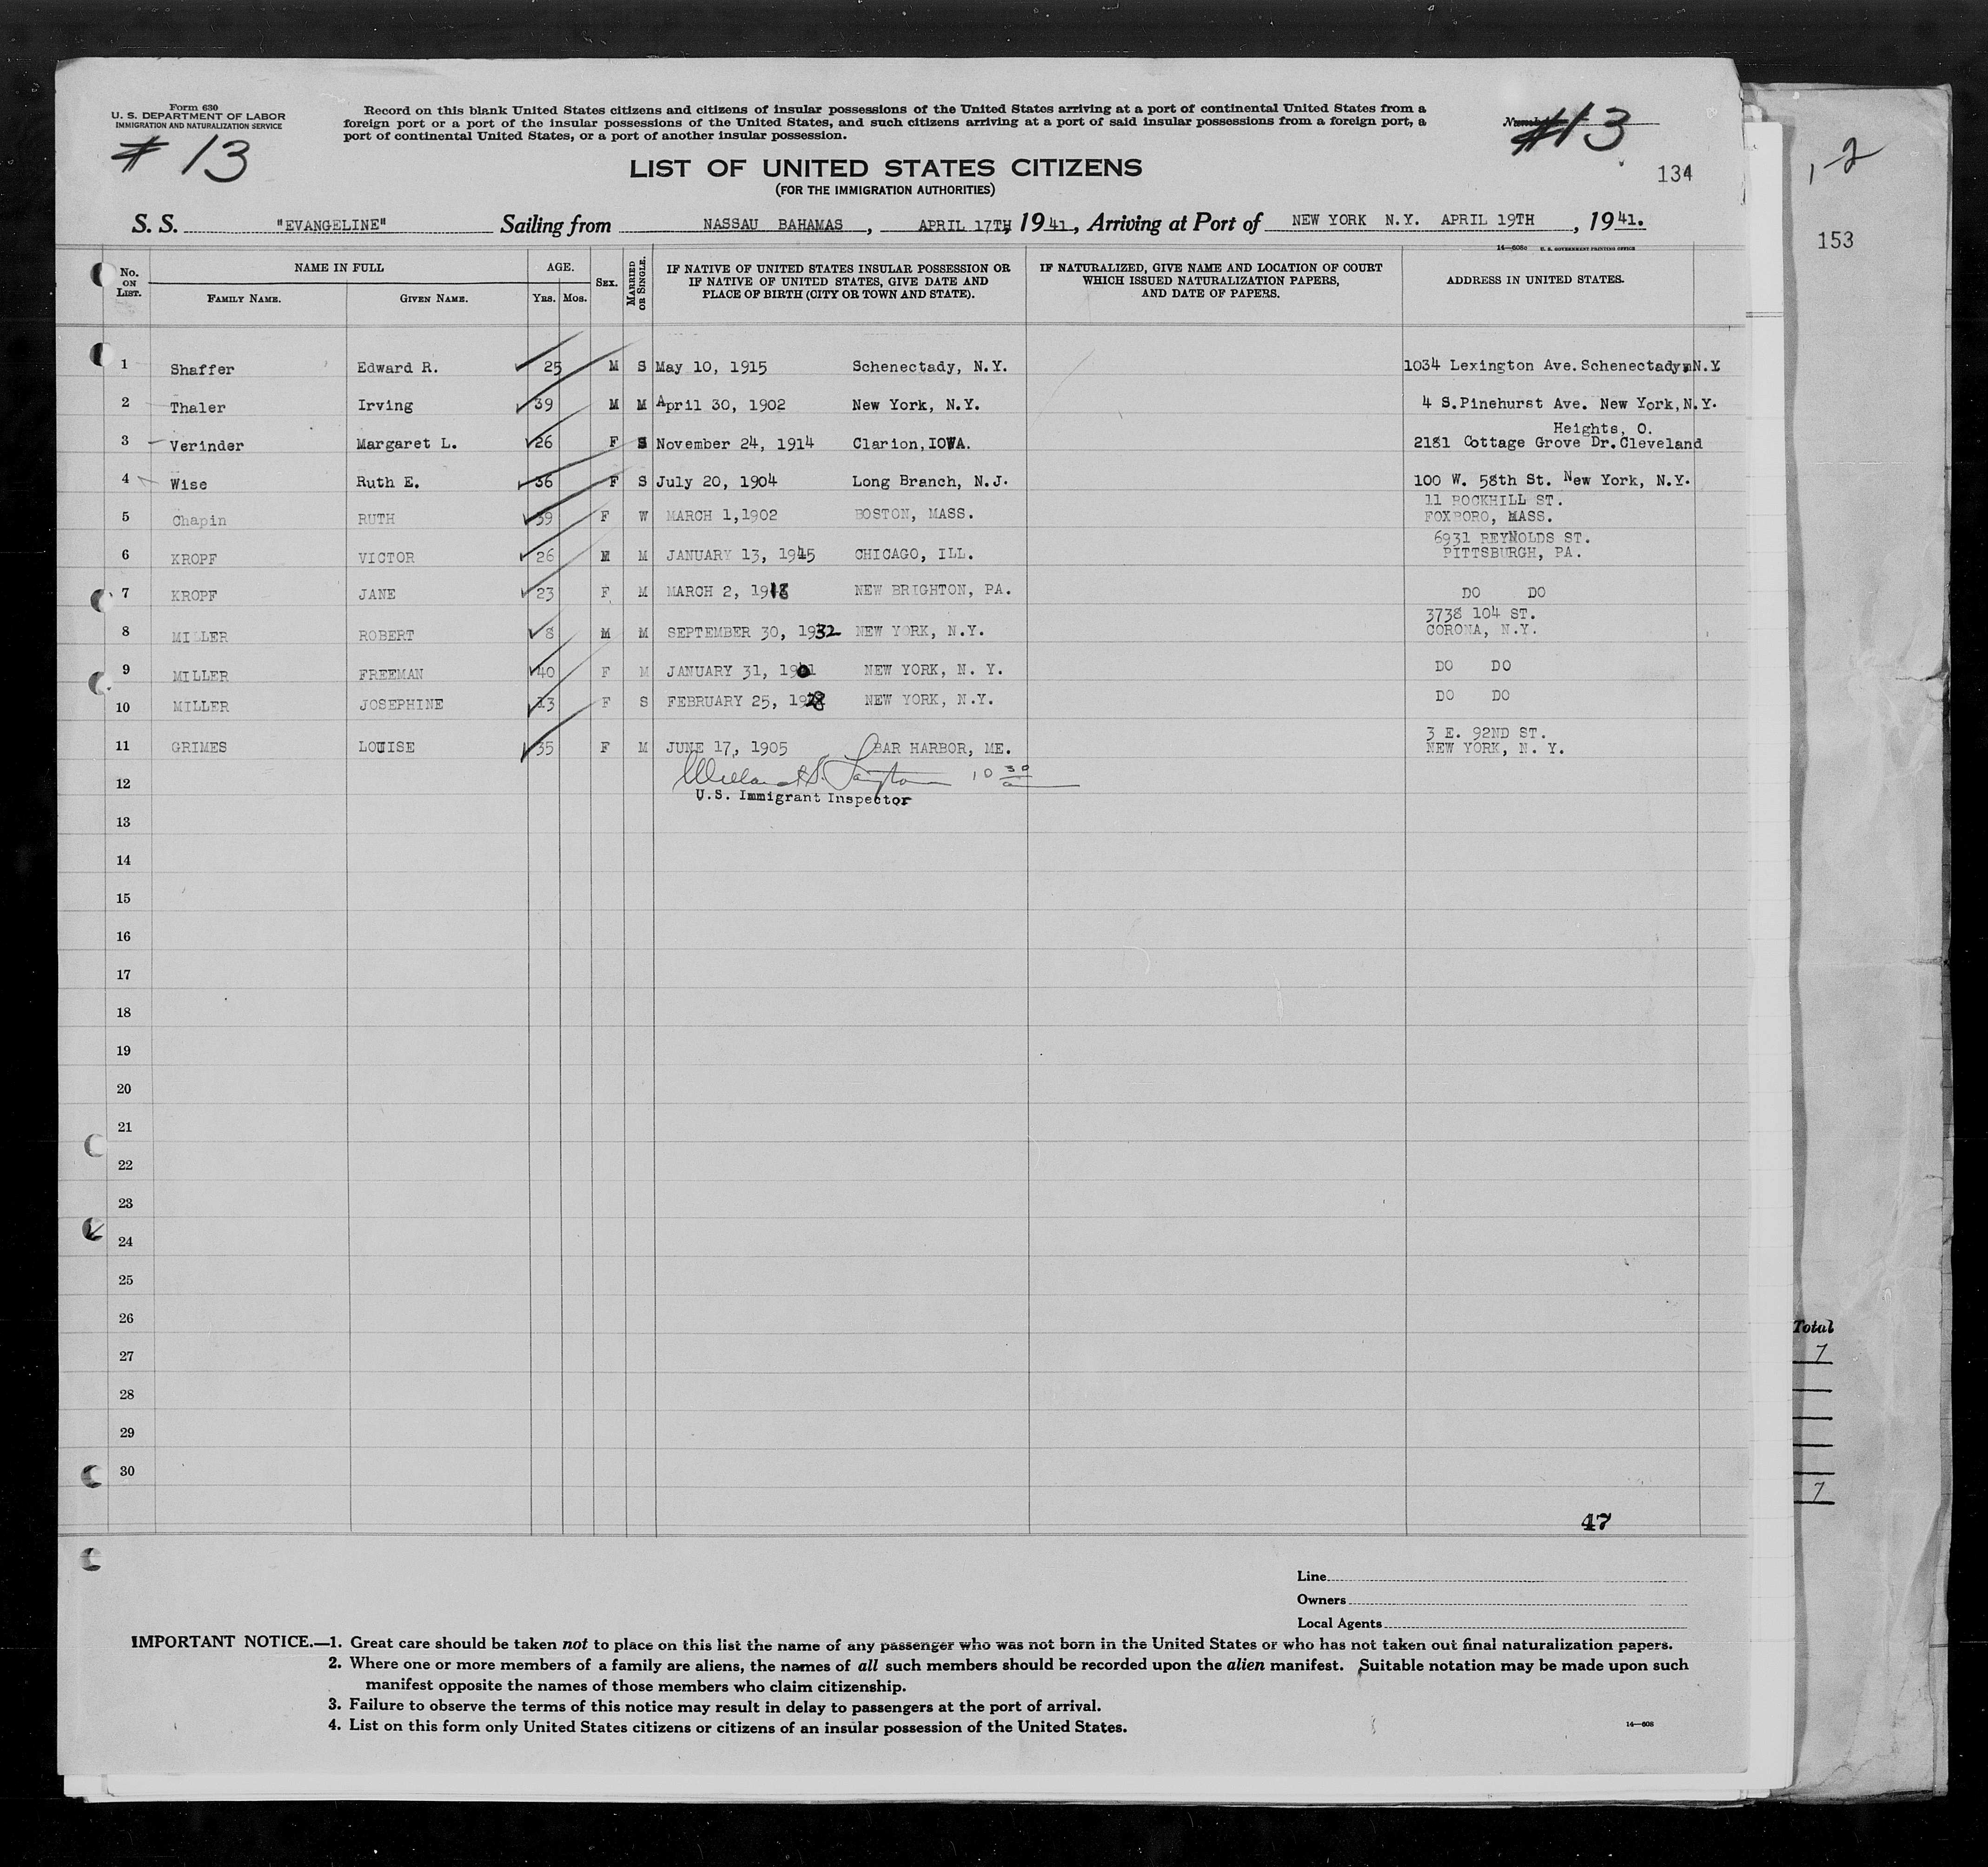 Form 630
U. S. DEPARTMENT OF LABOR
IMMIGRATION AND NATURALIZATION SERVICE
# 13
Record on this blank United States citizens and citizens of insular possessions of the United States arriving at a port of continental United States from a
foreign port or a port of the insular possessions of the United States, and such citizens arriving at a port of said insular possessions from a foreign port, a
port of continental United States, or a port of another insular possession.
#13
1-2
LIST OF UNITED STATES CITIZENS
(FOR THE IMMIGRATION AUTHORITIES)
134
153
S. S. "EVANGELINE" Sailing from NASSAU BAHAMAS, APRIL 17TH, 1941, Arriving at Port of NEW YORK N.Y. APRIL 19TH, 1941.
14—608c U. S. GOVERNMENT PRINTING OFFICE
No. ON LIST. NAME IN FULL FAMILY NAME. GIVEN NAME. AGE. YRS. MOS. SEX. MARRIED OR SINGLE. IF NATIVE OF UNITED STATES INSULAR POSSESSION OR IF NATIVE OF UNITED STATES, GIVE DATE AND PLACE OF BIRTH (CITY OR TOWN AND STATE). IF NATURALIZED, GIVE NAME AND LOCATION OF COURT WHICH ISSUED NATURALIZATION PAPERS, AND DATE OF PAPERS. ADDRESS IN UNITED STATES.
1 Shaffer Edward R. 25 M S May 10, 1915 Schenectady, N.Y. 1034 Lexington Ave. Schenectady, N.Y.
2 Thaler Irving 39 M M April 30, 1902 New York, N.Y. 4 S.Pinehurst Ave. New York,N.Y.
Heights, O.
3 Verinder Margaret L. 26 F S November 24, 1914 Clarion,IOWA. 2181 Cottage Grove Dr.Cleveland
4 Wise Ruth E. 36 F S July 20, 1904 Long Branch, N.J. 100 W. 58th St. New York, N.Y.
11 ROCKHILL ST.
5 Chapin RUTH 39 F W MARCH 1,1902 BOSTON, MASS. FOXBORO, MASS.
6931 REYNOLDS ST.
6 KROPF VICTOR 26 M M JANUARY 13, 1915 CHICAGO, ILL. PITTSBURGH, PA.
7 KROPF JANE 23 F M MARCH 2, 1918 NEW BRIGHTON, PA. DO DO
3738 104 ST.
8 MILLER ROBERT 8 M M SEPTEMBER 30, 1932 NEW YORK, N.Y. CORONA, N.Y.
9 MILLER FREEMAN 40 F M JANUARY 31, 1901 NEW YORK, N. Y. DO DO
10 MILLER JOSEPHINE 13 F S FEBRUARY 25, 1928 NEW YORK, N.Y. DO DO
3 E. 92ND ST.
11 GRIMES LOUISE 35 F M JUNE 17, 1905 BAR HARBOR, ME. NEW YORK, N. Y.
10 30 a
12 U.S. Immigrant Inspector
13
14
15
16
17
18
19
20
21
22
23
24
25
26
27
28
29
30
Total
7
7
47
Line
Owners
Local Agents
IMPORTANT NOTICE.—1. Great care should be taken not to place on this list the name of any passenger who was not born in the United States or who has not taken out final naturalization papers.
2. Where one or more members of a family are aliens, the names of all such members should be recorded upon the alien manifest. Suitable notation may be made upon such
manifest opposite the names of those members who claim citizenship.
3. Failure to observe the terms of this notice may result in delay to passengers at the port of arrival.
4. List on this form only United States citizens or citizens of an insular possession of the United States.
14—608